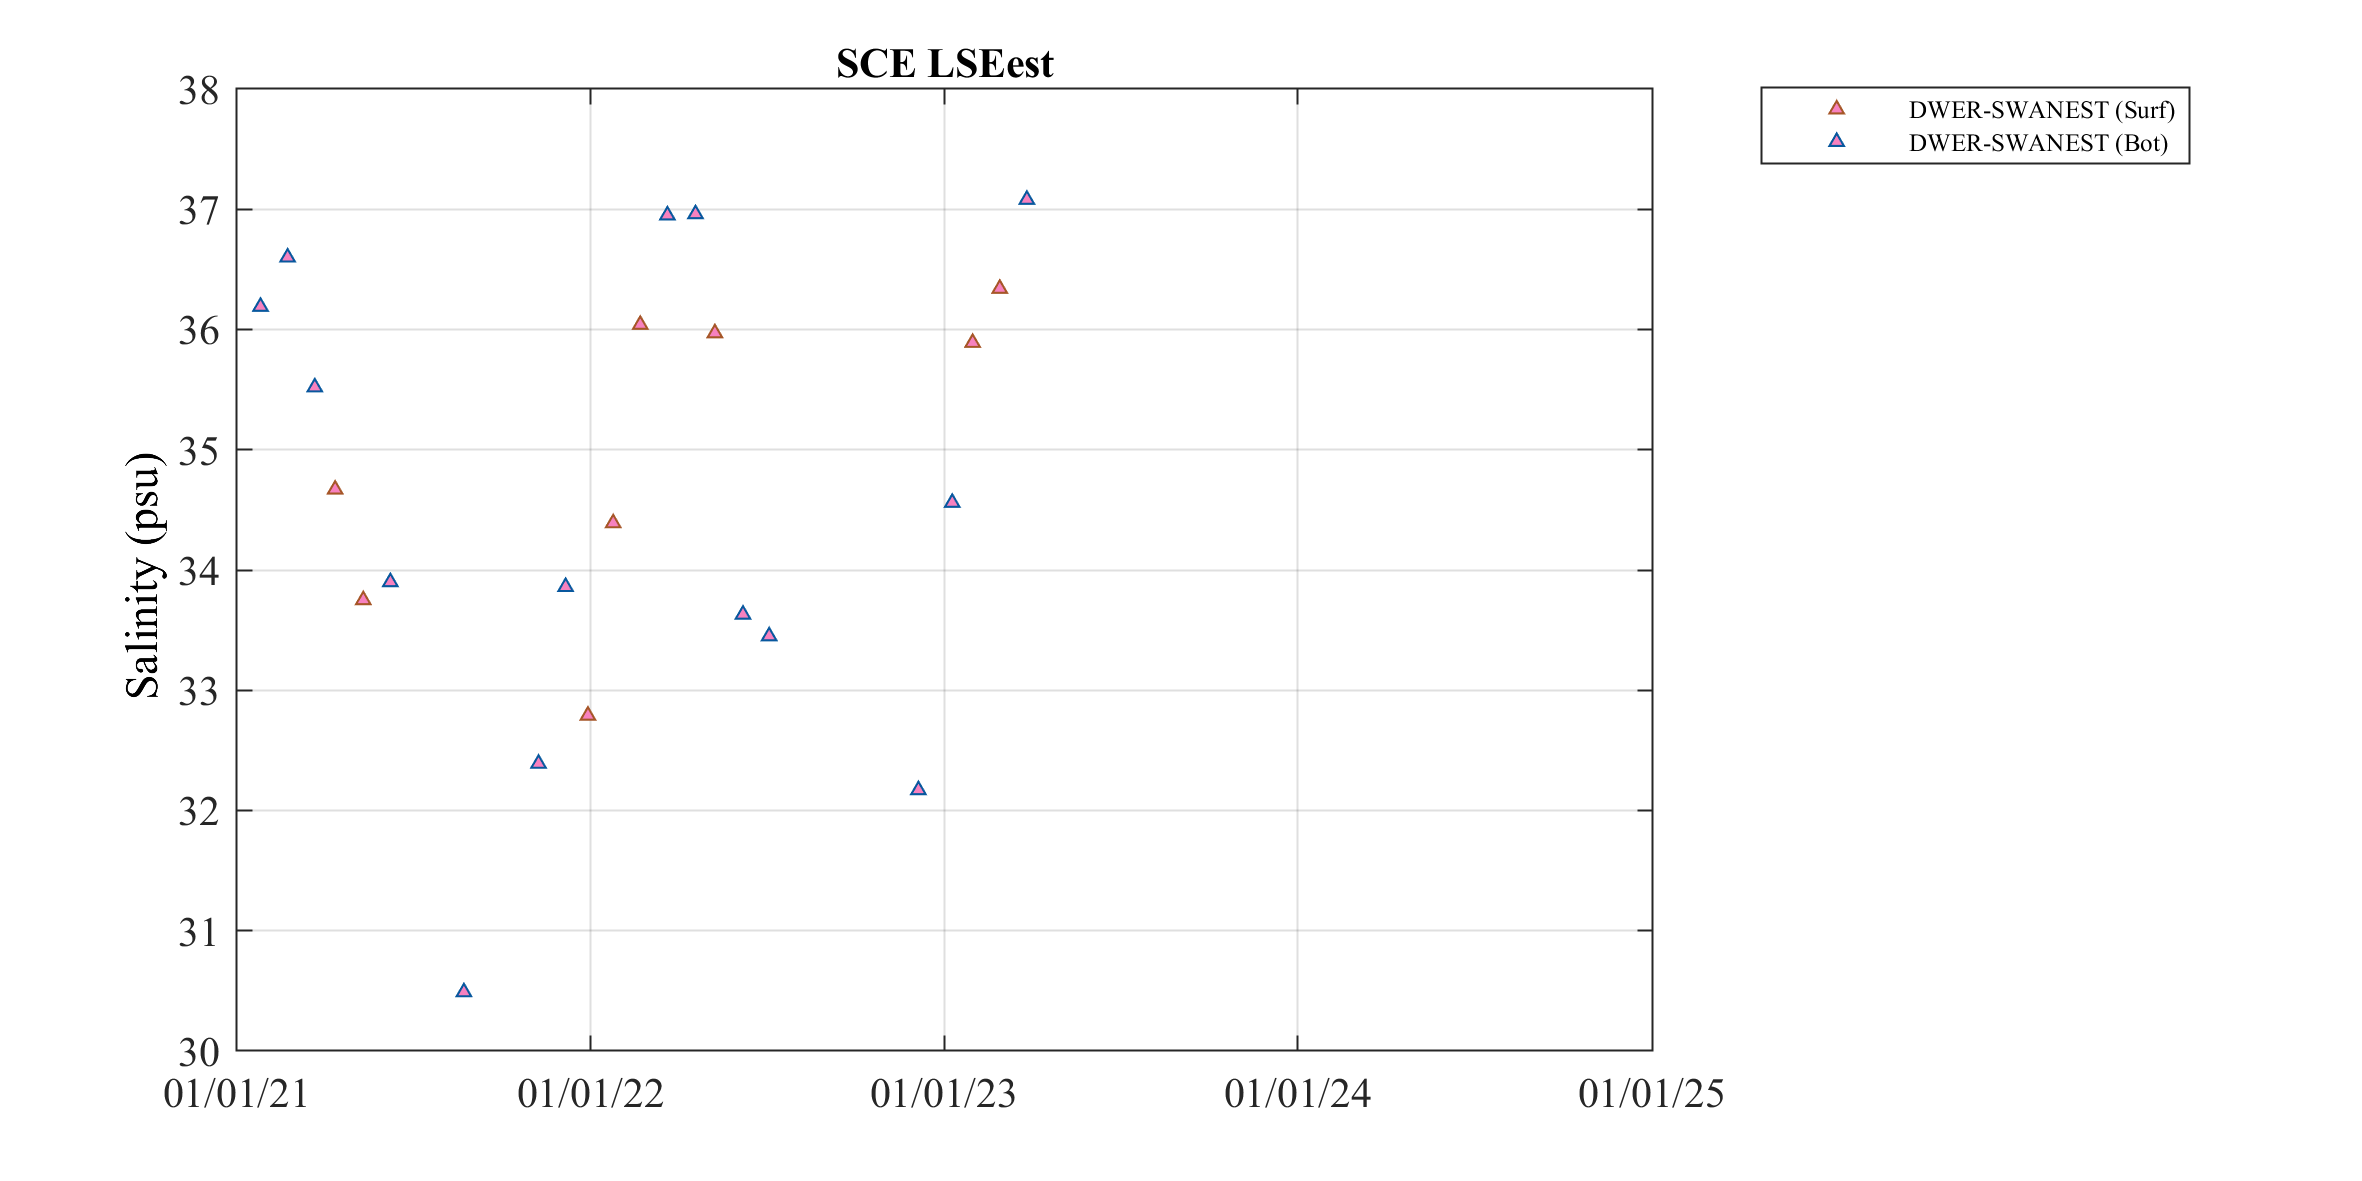 SCE LSEest
38
37
36
35
34
33
32
31
30
Salinity (psu)
01/01/21 01/01/22 01/01/23 01/01/24 01/01/25
DWER-SWANEST (Surf)
DWER-SWANEST (Bot)